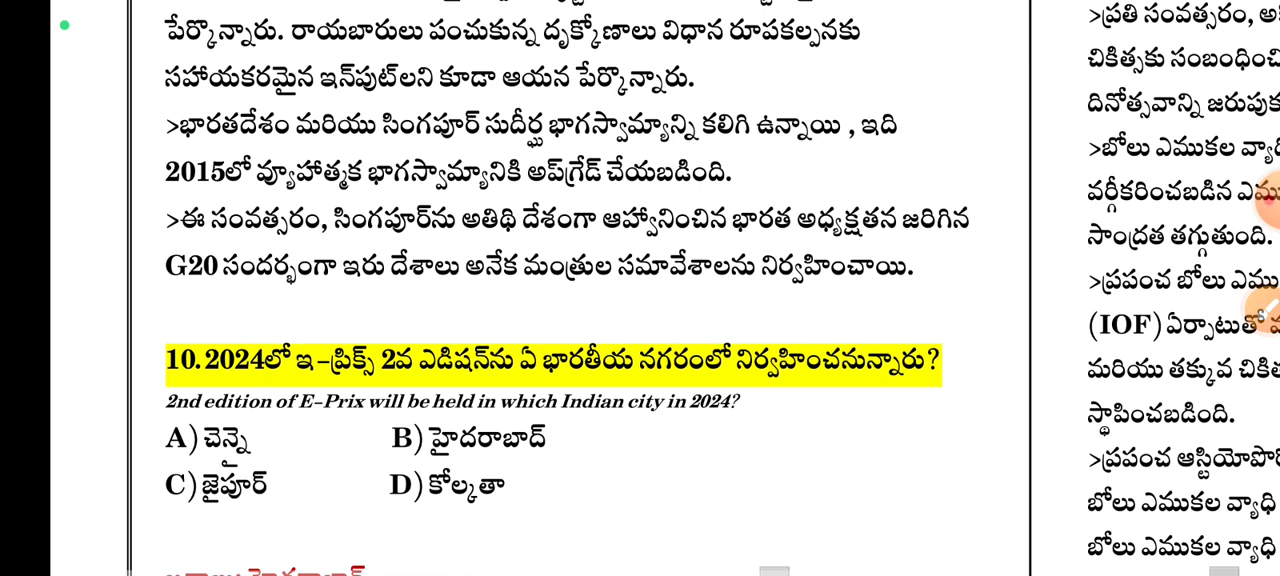 పేర్కొన్నారు. రాయబారులు పంచుకున్న దృక్కోణాలు విధాన రూపకల్పనకు
సహాయకరమైన ఇన్‌పుట్‌లని కూడా ఆయన పేర్కొన్నారు.
>భారతదేశం మరియు సింగపూర్ సుదీర్ఘ భాగస్వామ్యాన్ని కలిగి ఉన్నాయి , ఇది
2015లో వ్యూహాత్మక భాగస్వామ్యానికి అప్‌గ్రేడ్ చేయబడింది.
>ఈ సంవత్సరం, సింగపూర్‌ను అతిథి దేశంగా ఆహ్వానించిన భారత అధ్యక్షతన జరిగిన
G20 సందర్భంగా ఇరు దేశాలు అనేక మంత్రుల సమావేశాలను నిర్వహించాయి.
10. 2024లో ఇ-ప్రిక్స్ 2వ ఎడిషన్‌ను ఏ భారతీయ నగరంలో నిర్వహించనున్నారు?
2nd edition of E-Prix will be held in which Indian city in 2024?
A) చెన్నై B) హైదరాబాద్
C) జైపూర్ D) కోల్కతా
>ప్రతి సంవత్సరం,
చికిత్సకు
దినోత్సవాన్ని
>బోలు ఎముకల
వర్గీకరించబడిన
సాంద్రత తగ్గుతుంది.
>ప్రపంచ బోలు
(IOF) ఏర్పాటుతో
మరియు తక్కువ
స్థాపించబడింది.
>ప్రపంచ
బోలు ఎముకల వ్యాధి
బోలు ఎముకల వ్యాధి